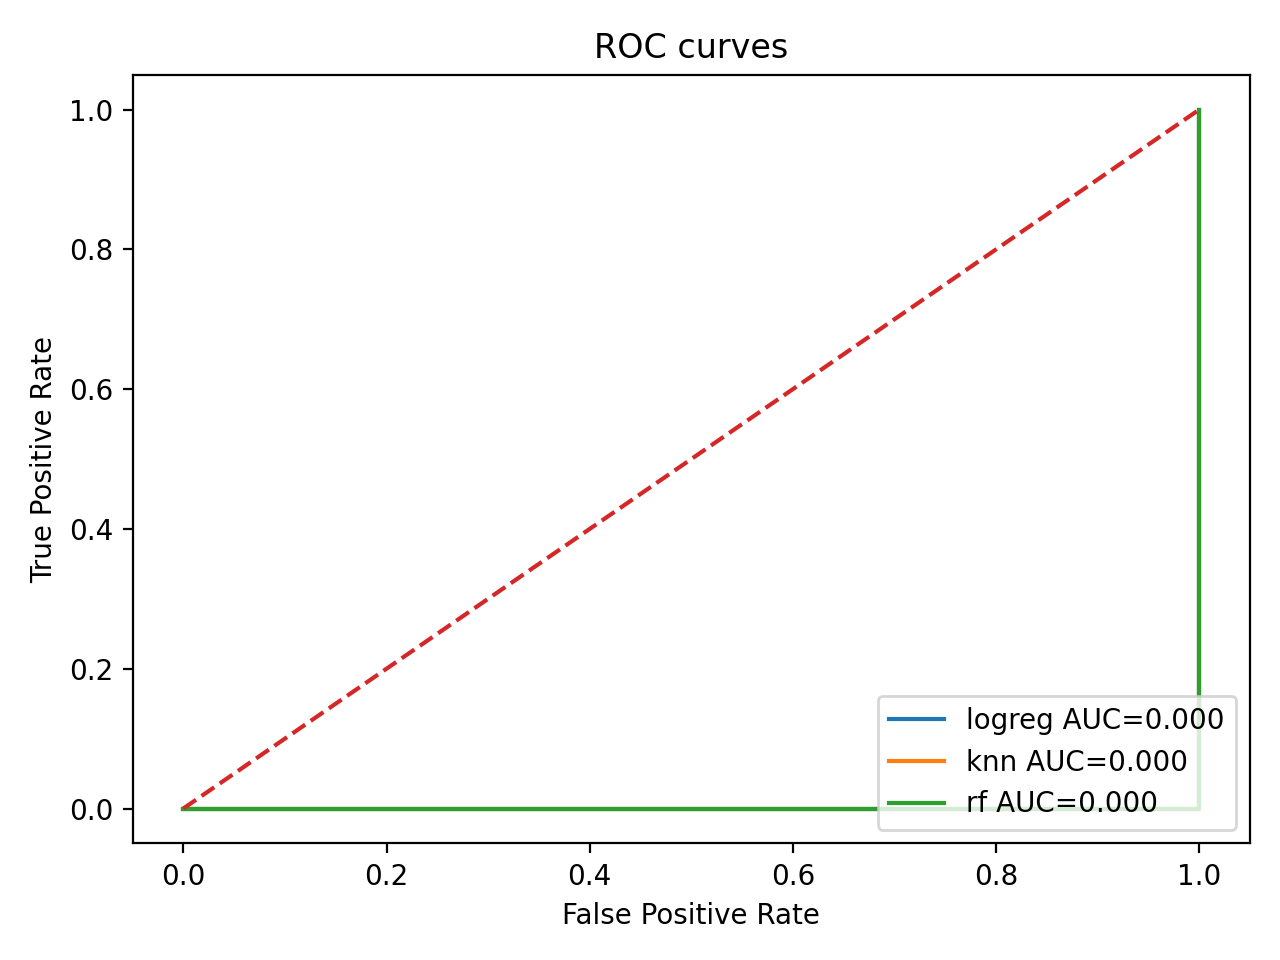 ROC curves
True Positive Rate
1.0
0.8
0.6
0.4
0.2
0.0
logreg AUC=0.000
knn AUC=0.000
rf AUC=0.000
0.0 0.2 0.4 0.6 0.8 1.0
False Positive Rate